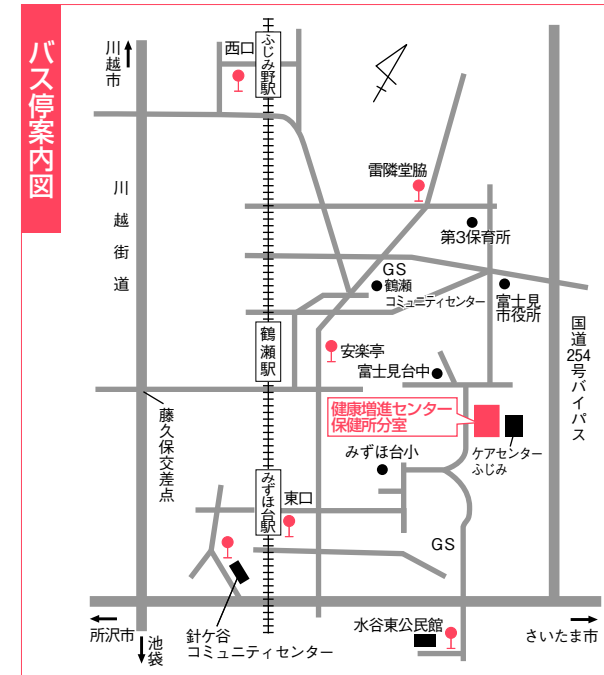 バス停案内図
川越市
西口
ふじみ野駅
川越街道
雷隣堂脇
第3保育所
GS
鶴瀬
コミュニティセンター
富士見
市役所
国道254号バイパス
鶴瀬駅
安楽亭
富士見台中
健康増進センター
保健所分室
藤久保交差点
みずほ台小
ケアセンター
ふじみ
みずほ台駅
東口
GS
所沢市
池袋
針ケ谷
コミュニティセンター
水谷東公民館
さいたま市